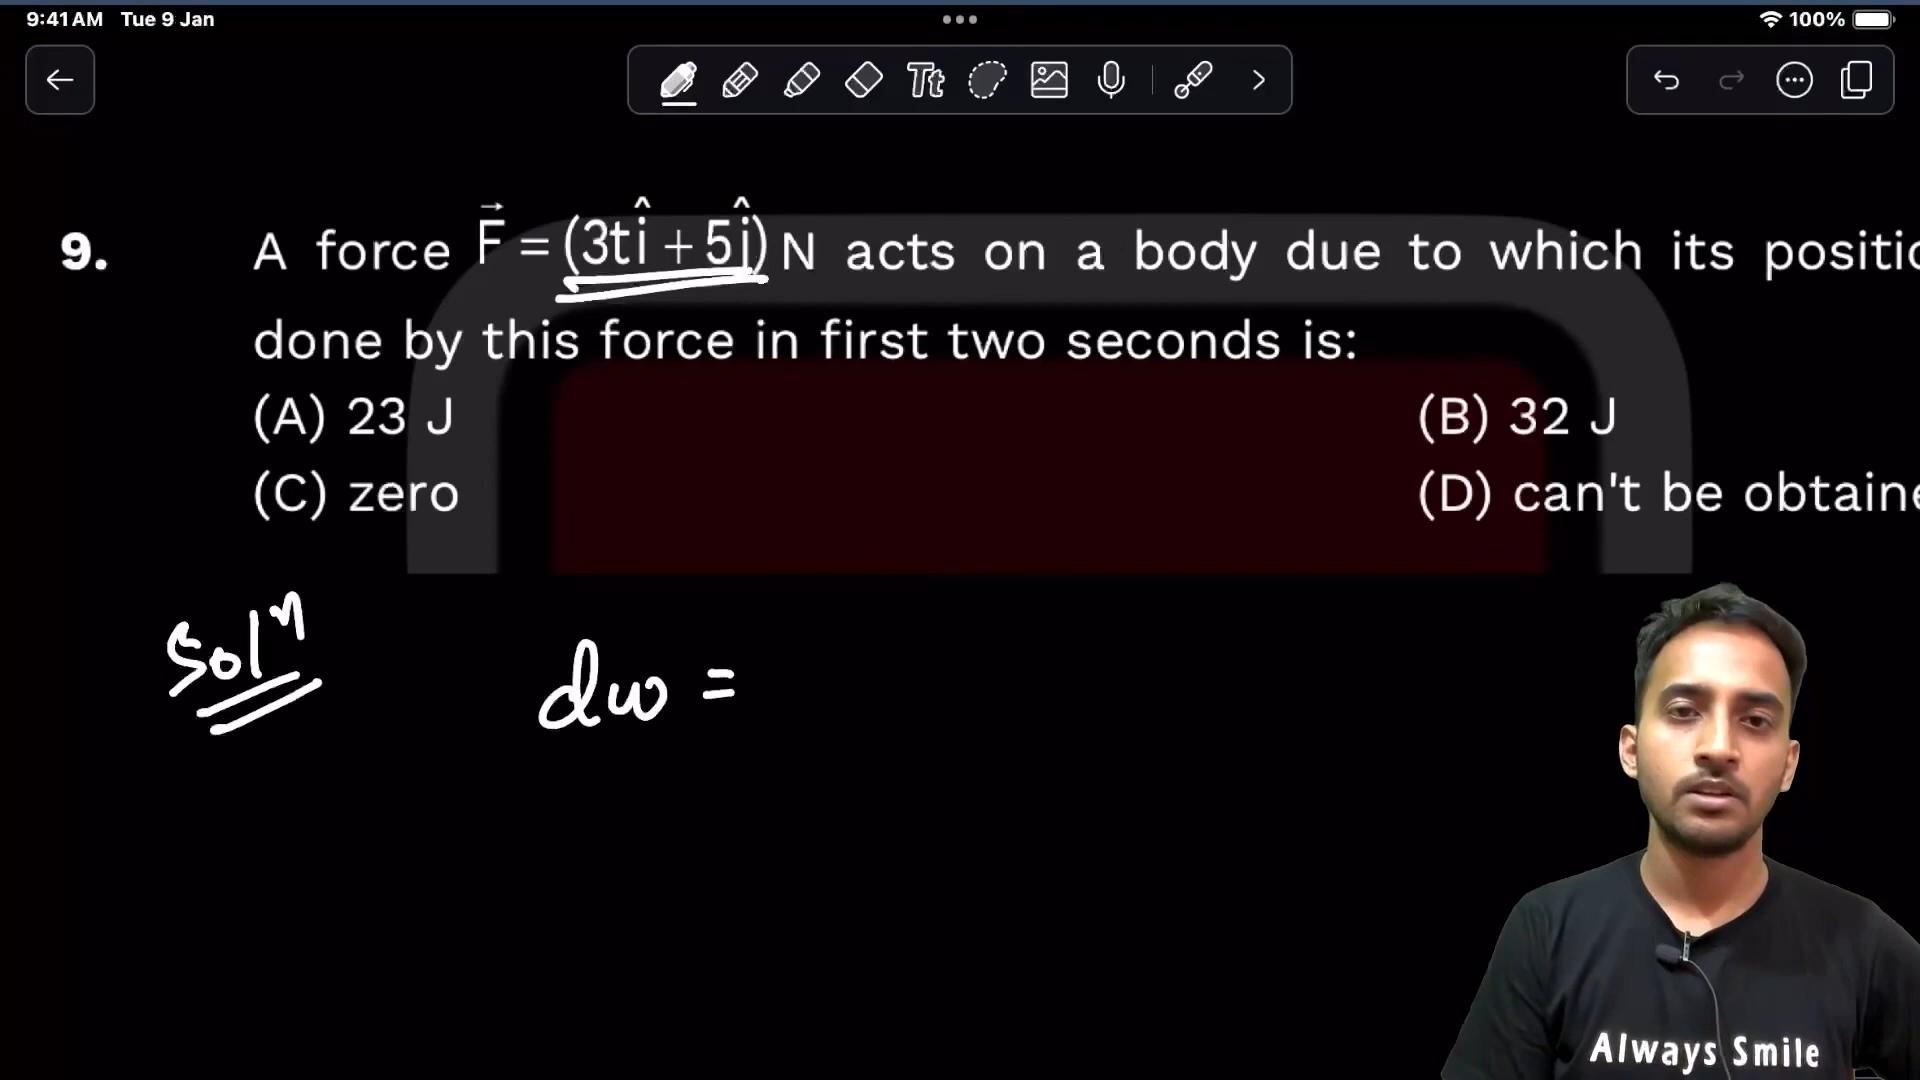 9:41 AM Tue 9 Jan
100%
Tt
9. A force F⃗ = (3tî + 5ĵ) N acts on a body due to which its positio
done by this force in first two seconds is:
(A) 23 J (B) 32 J
(C) zero (D) can't be obtaine
Solⁿ
dw =
Always Smile